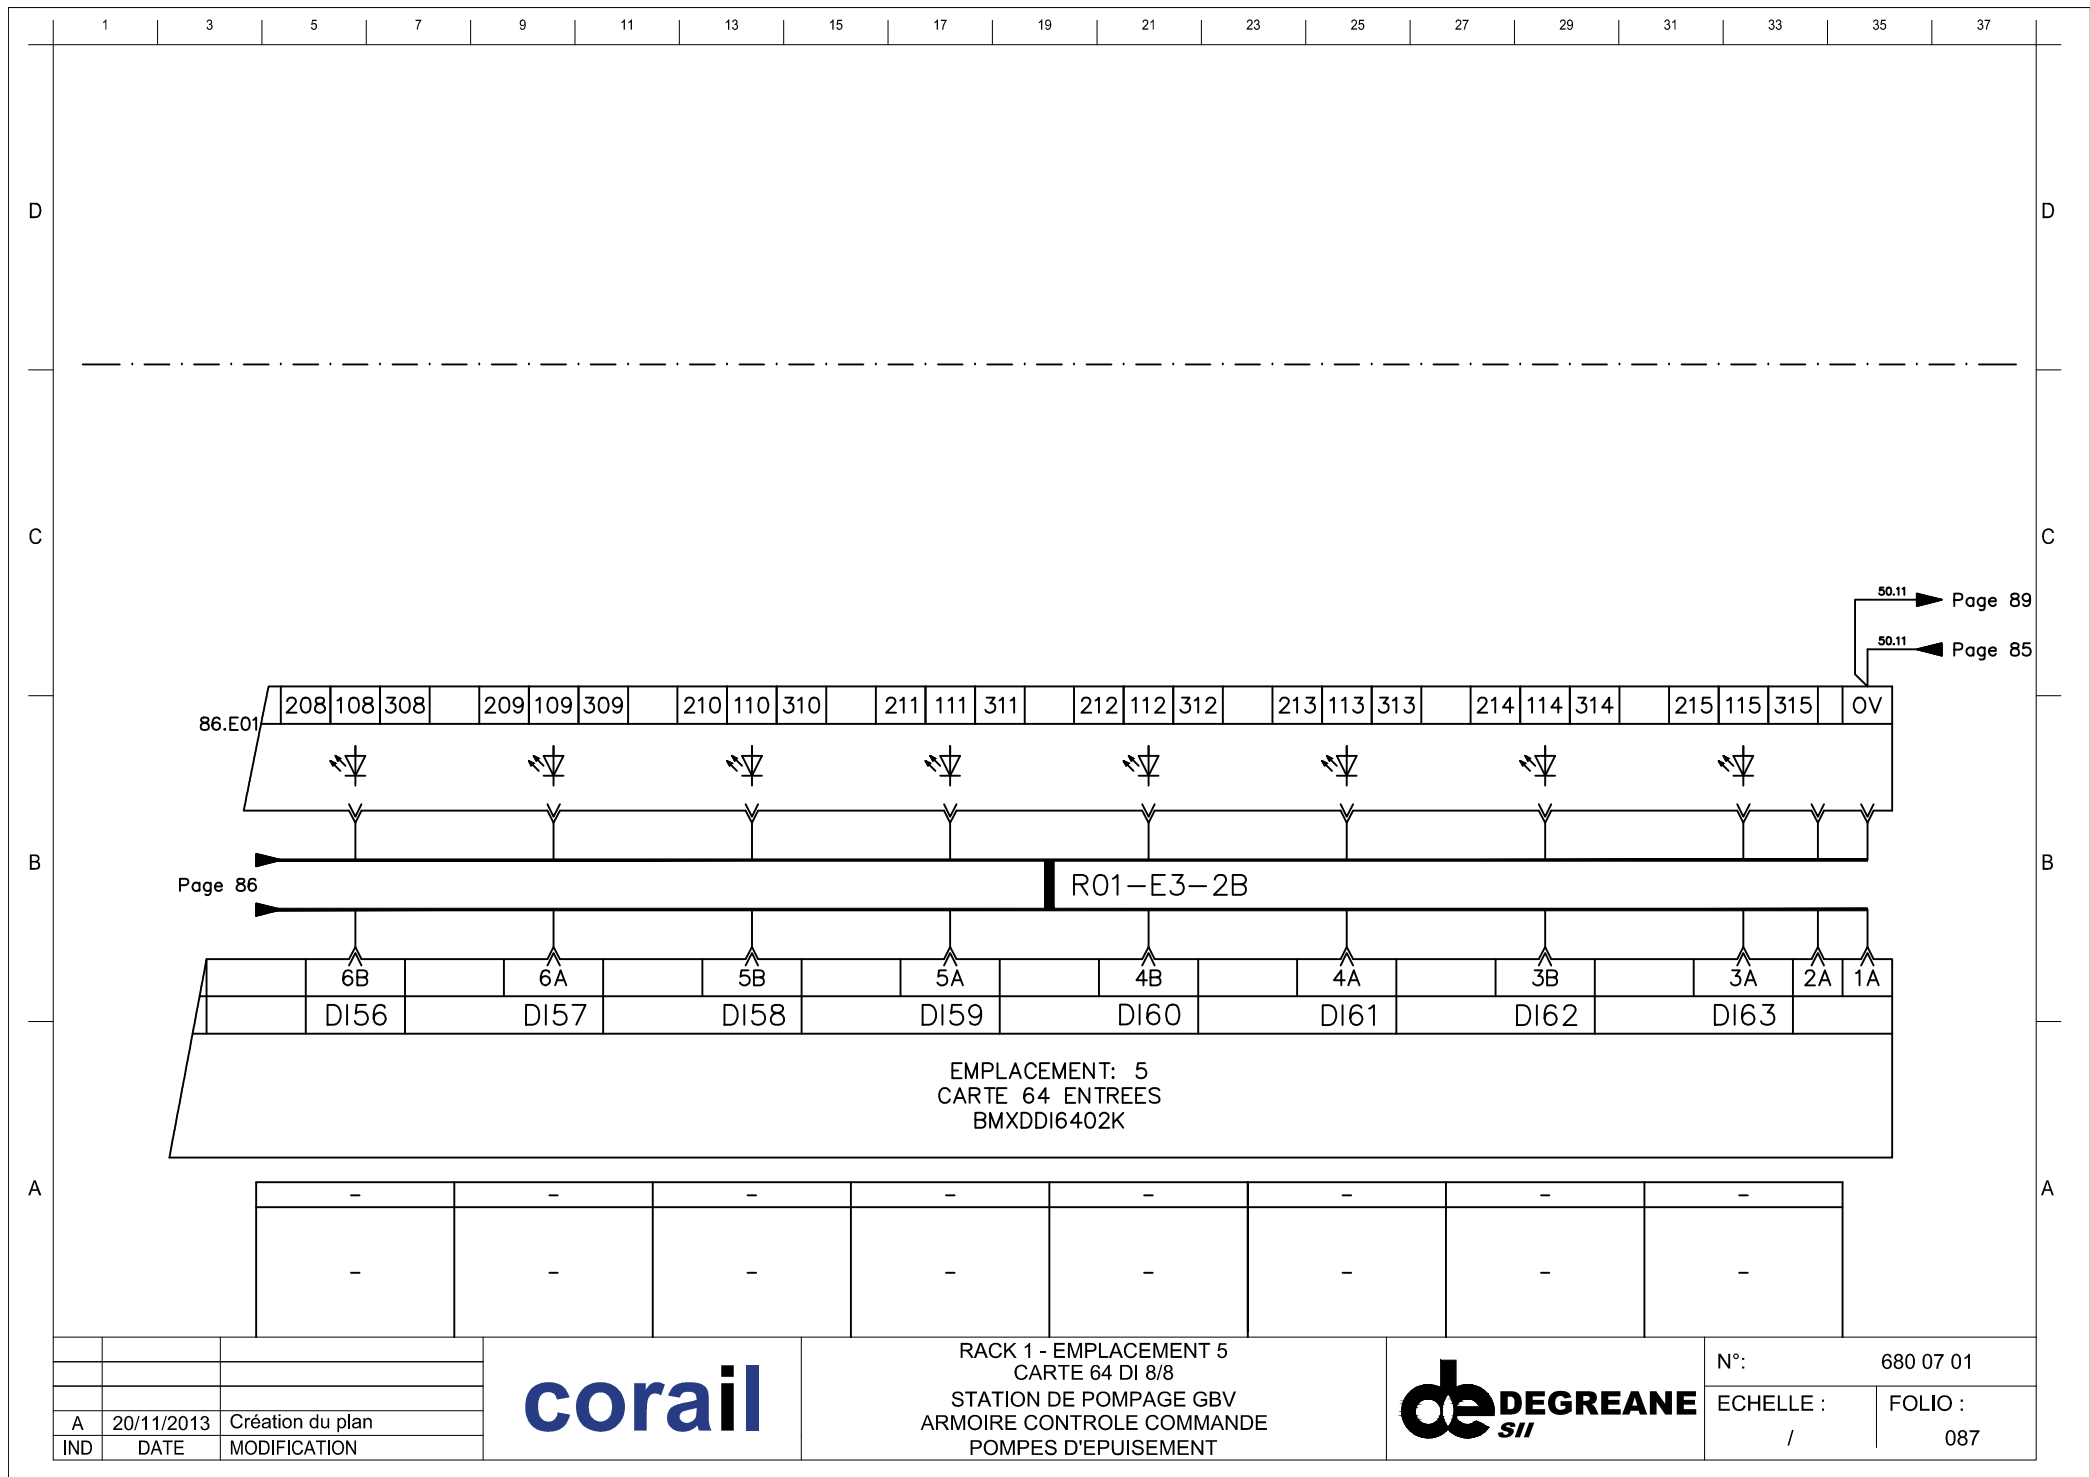 1 3 5 7 9 11 13 15 17 19 21 23 25 27 29 31 33 35 37
D D
C C
50.11 Page 89
50.11 Page 85
86.E01 208 108 308 209 109 309 210 110 310 211 111 311 212 112 312 213 113 313 214 114 314 215 115 315 0V
B B
Page 86 R01-E3-2B
6B 6A 5B 5A 4B 4A 3B 3A 2A 1A
DI56 DI57 DI58 DI59 DI60 DI61 DI62 DI63
EMPLACEMENT: 5
CARTE 64 ENTREES
BMXDDI6402K
A A
- - - - - - - -
- - - - - - - -
A 20/11/2013 Création du plan
IND DATE MODIFICATION
corail
RACK 1 - EMPLACEMENT 5
CARTE 64 DI 8/8
STATION DE POMPAGE GBV
ARMOIRE CONTROLE COMMANDE
POMPES D'EPUISEMENT
de DEGREANE
SII
N°: 680 07 01
ECHELLE : FOLIO :
/ 087